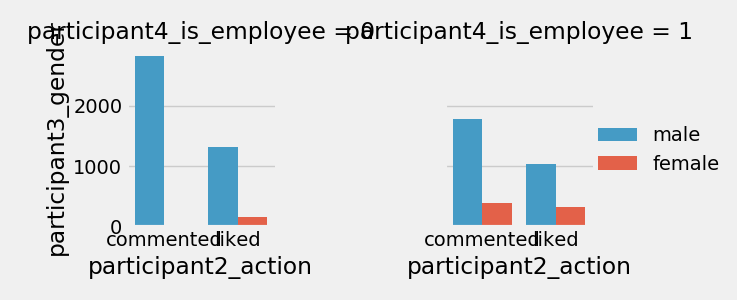 participant4_is_employee = 0
participant4_is_employee = 1
participant3_gender
2000
1000
0
commented
liked
commented
liked
participant2_action
participant2_action
male
female